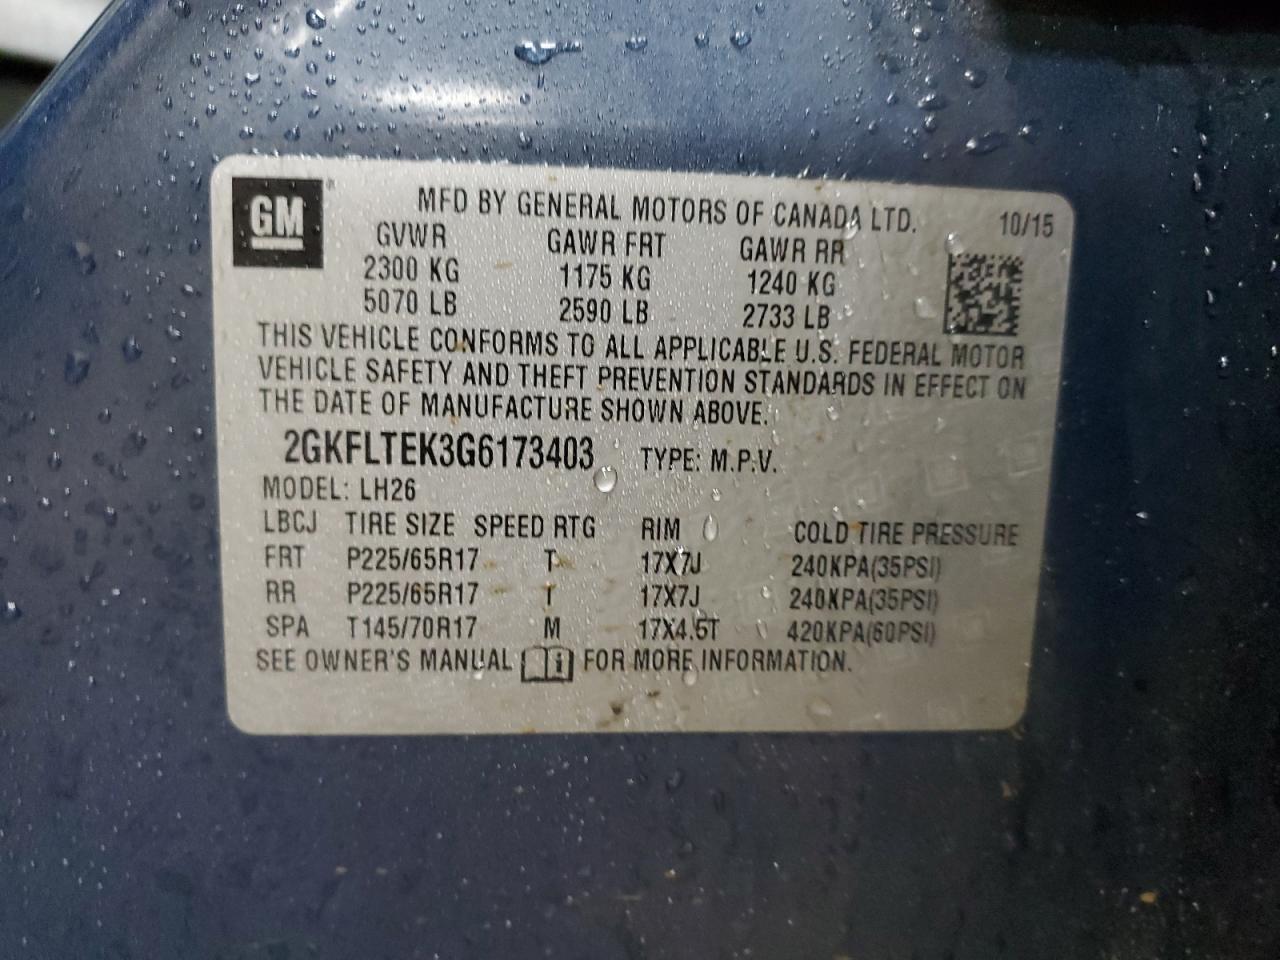 GM
MFD BY GENERAL MOTORS OF CANADA LTD. 10/15
GVWR GAWR FRT GAWR RR
2300 KG 1175 KG 1240 KG
5070 LB 2590 LB 2733 LB
THIS VEHICLE CONFORMS TO ALL APPLICABLE U.S. FEDERAL MOTOR
VEHICLE SAFETY AND THEFT PREVENTION STANDARDS IN EFFECT ON
THE DATE OF MANUFACTURE SHOWN ABOVE.
2GKFLTEK3G6173403 TYPE: M.P.V.
MODEL: LH26
LBCJ TIRE SIZE SPEED RTG RIM COLD TIRE PRESSURE
FRT P225/65R17 T 17X7J 240KPA(35PSI)
RR P225/65R17 T 17X7J 240KPA(35PSI)
SPA T145/70R17 M 17X4.5T 420KPA(60PSI)
SEE OWNER'S MANUAL i FOR MORE INFORMATION.